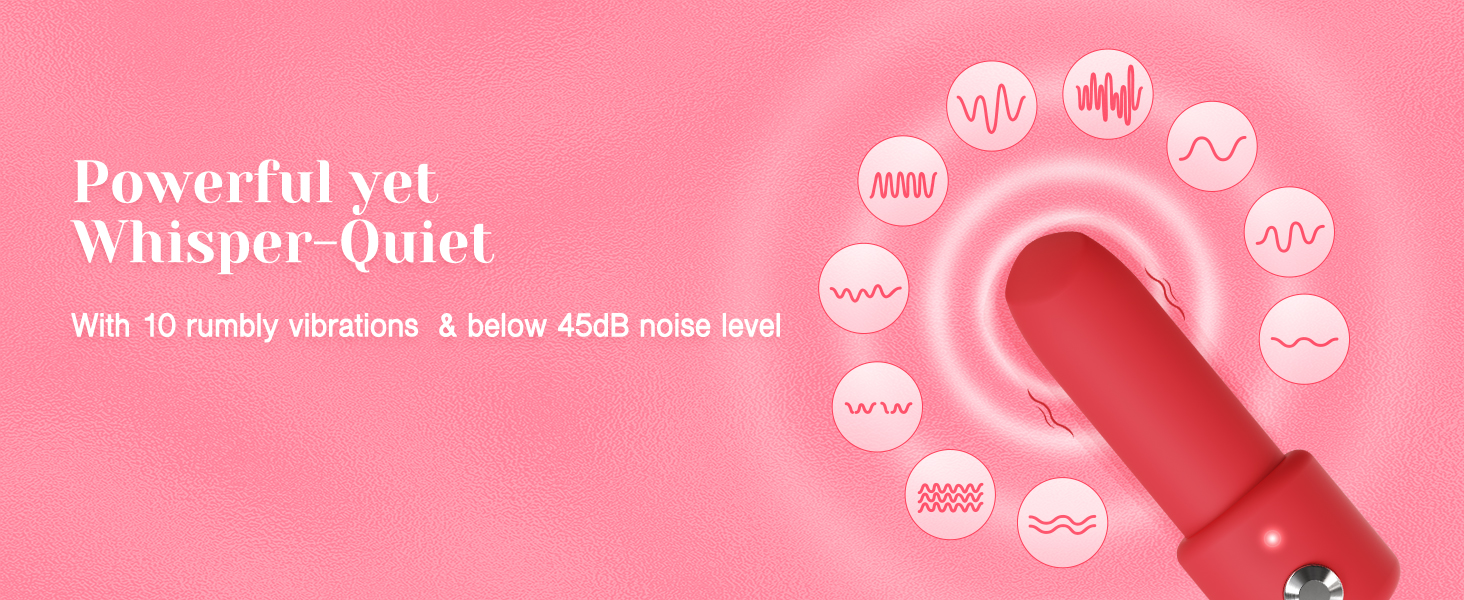 Powerful yet
Whisper-Quiet
With 10 rumbly vibrations & below 45dB noise level